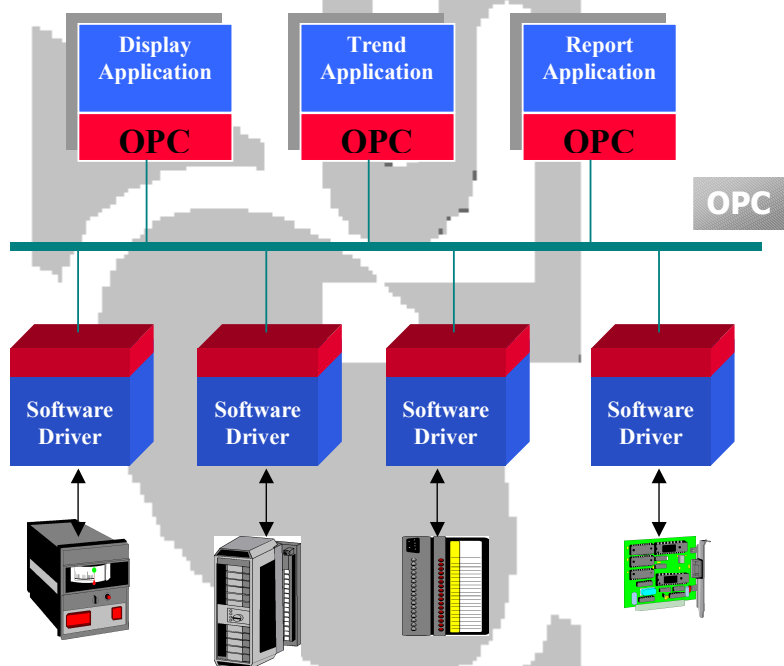 Display
Application
OPC
Trend
Application
OPC
Report
Application
OPC
OPC
Software
Driver
Software
Driver
Software
Driver
Software
Driver